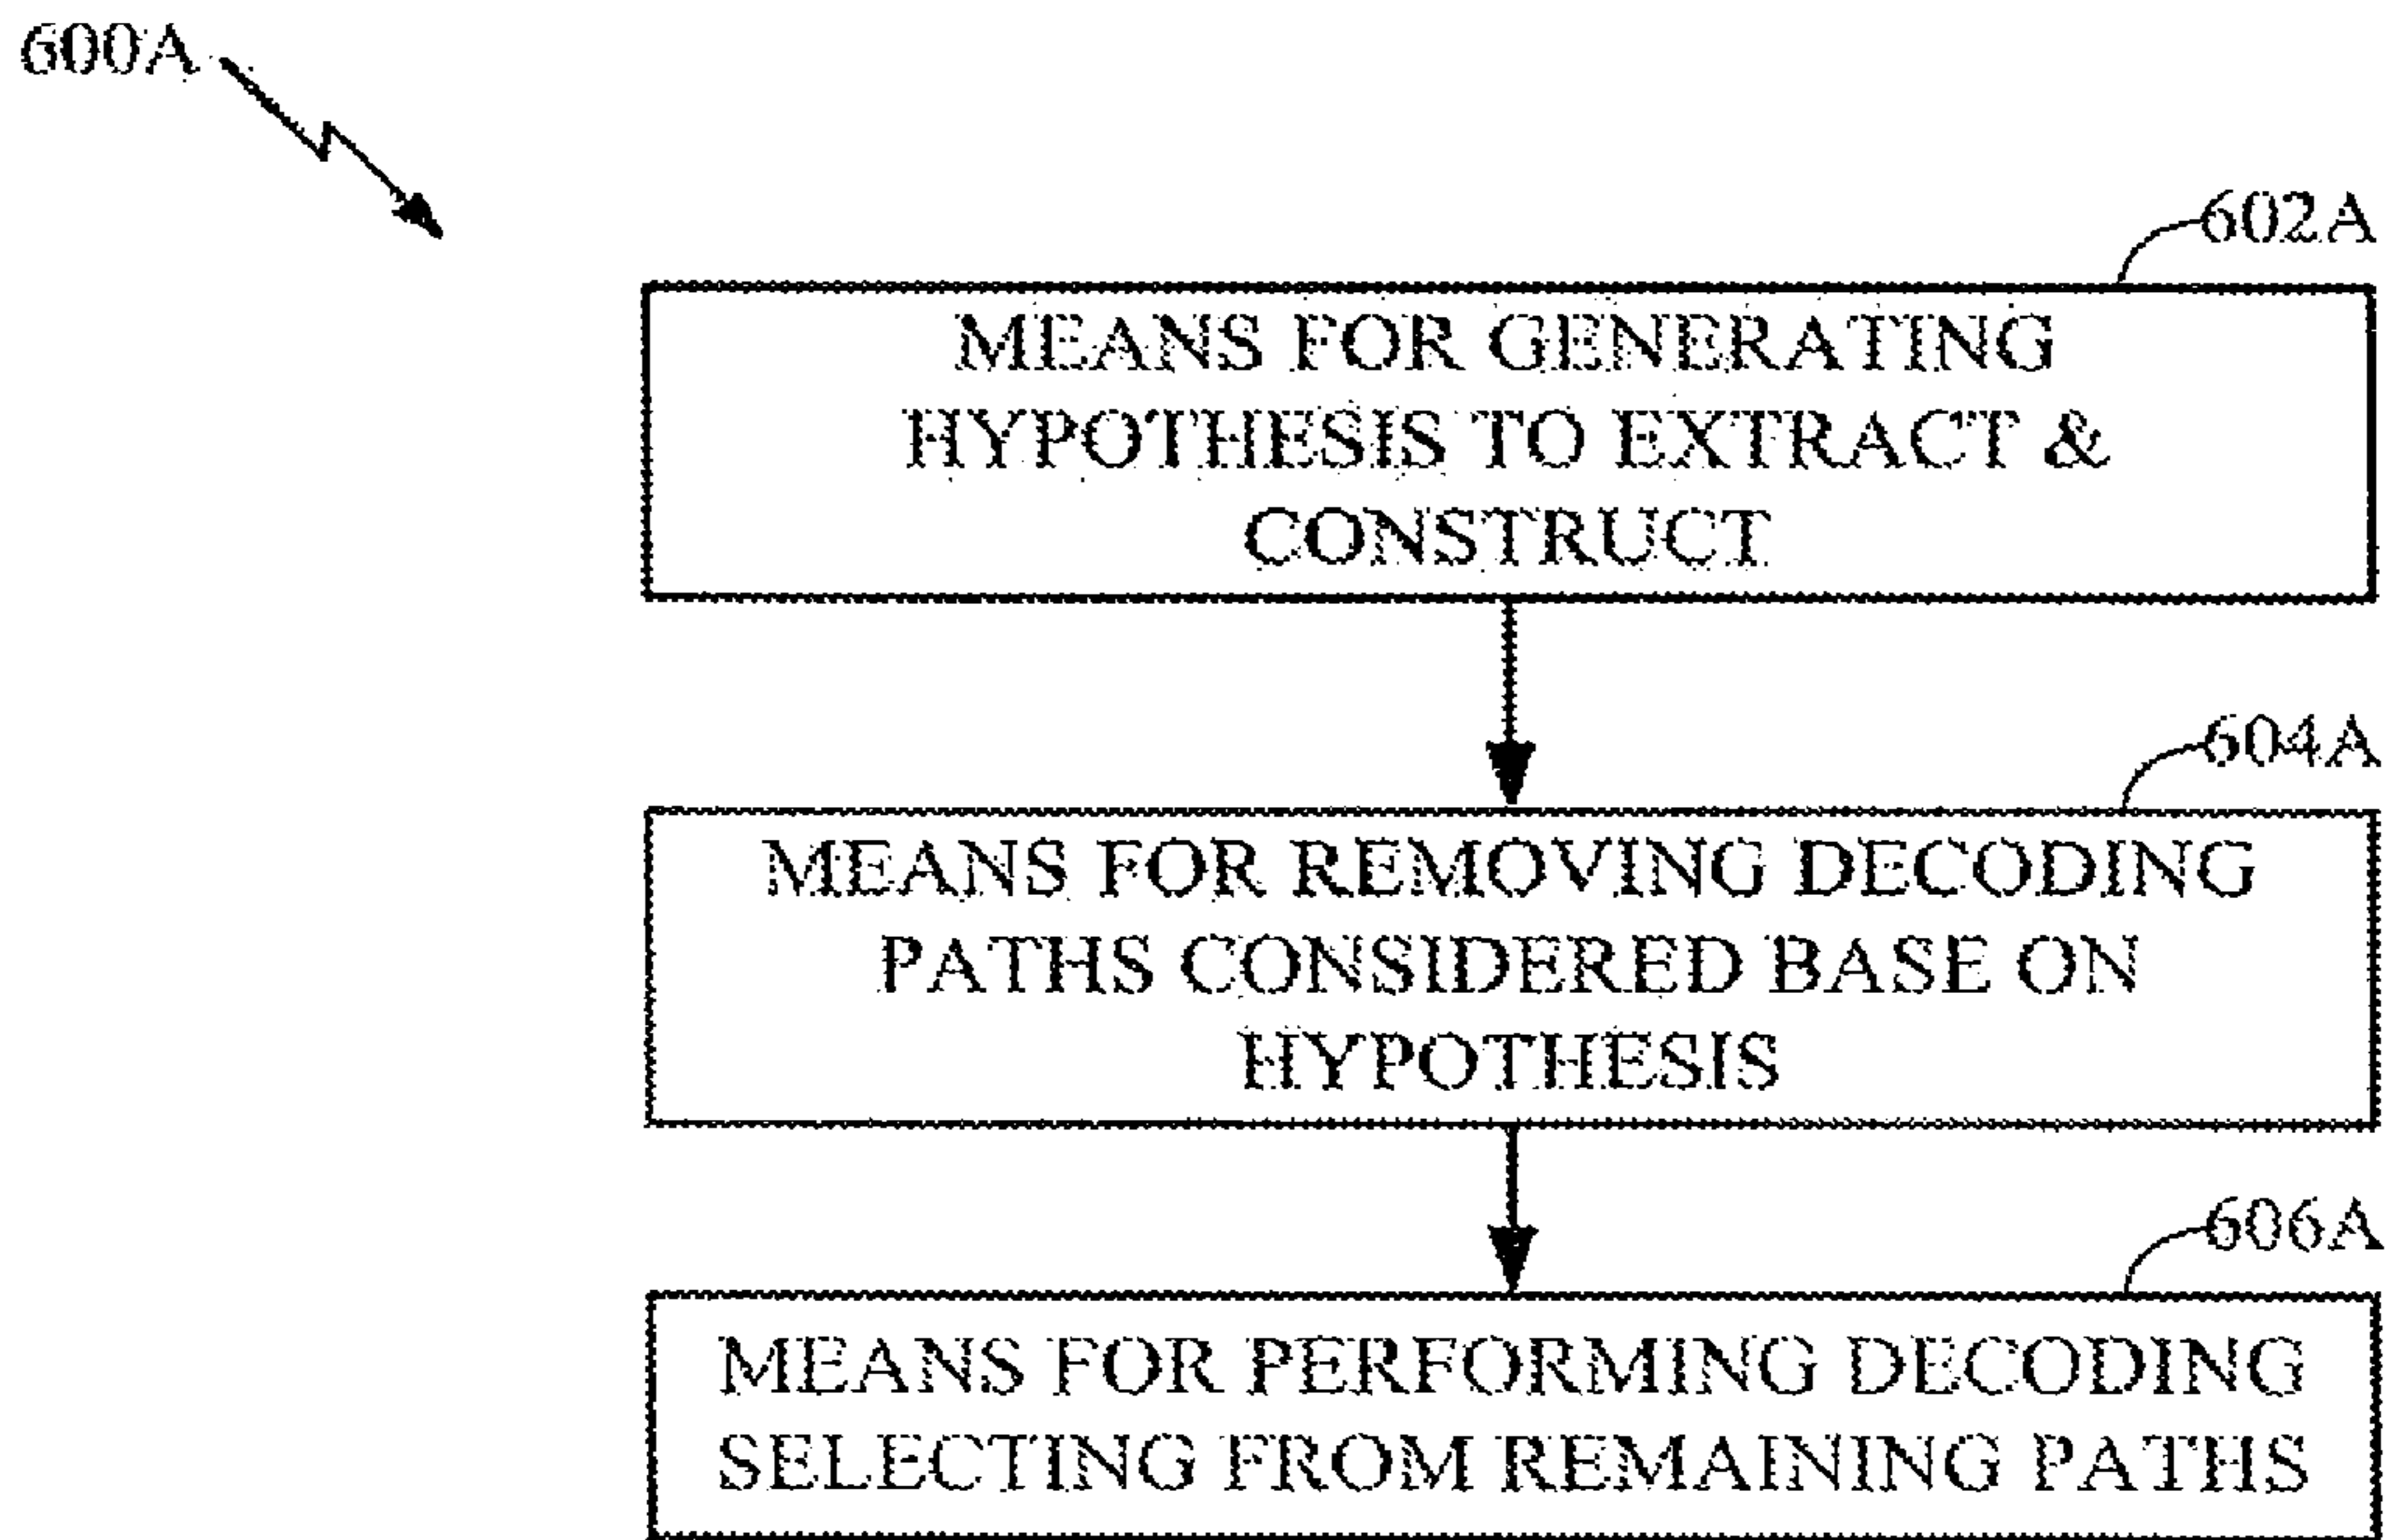 600A
602A
MEANS FOR GENERATING
HYPOTHESIS TO EXTRACT &
CONSTRUCT
604A
MEANS FOR REMOVING DECODING
PATHS CONSIDERED BASE ON
HYPOTHESIS
606A
MEANS FOR PERFORMING DECODING
SELECTING FROM REMAINING PATHS